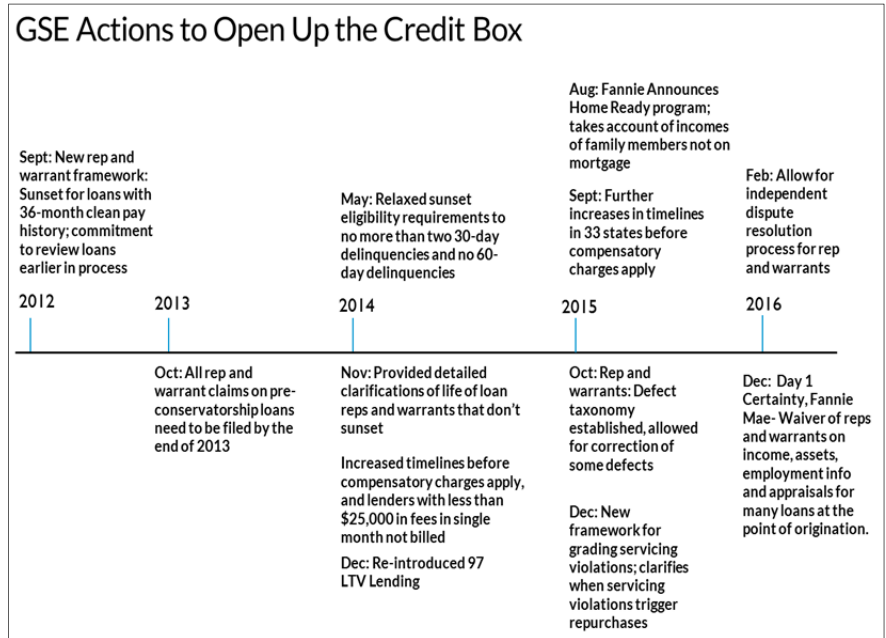 GSE Actions to Open Up the Credit Box
Sept: New rep and
warrant framework:
Sunset for loans with
36-month clean pay
history; commitment
to review loans
earlier in process
2012
2013
Oct: All rep and
warrant claims on pre-
conservatorship loans
need to be filed by the
end of 2013
May: Relaxed sunset
eligibility requirements to
no more than two 30-day
delinquencies and no 60-
day delinquencies
2014
Nov: Provided detailed
clarifications of life of loan
reps and warrants that don't
sunset
Increased timelines before
compensatory charges apply,
and lenders with less than
$25,000 in fees in single
month not billed
Dec: Re-introduced 97
LTV Lending
Aug: Fannie Announces
Home Ready program;
takes account of incomes
of family members not on
mortgage
Sept: Further
increases in timelines
in 33 states before
compensatory
charges apply
2015
Oct: Rep and
warrants: Defect
taxonomy
established, allowed
for correction of
some defects
Dec: New
framework for
grading servicing
violations; clarifies
when servicing
violations trigger
repurchases
Feb: Allow for
independent
dispute
resolution
process for rep
and warrants
2016
Dec: Day 1
Certainty, Fannie
Mae- Waiver of reps
and warrants on
income, assets,
employment info
and appraisals for
many loans at the
point of origination.